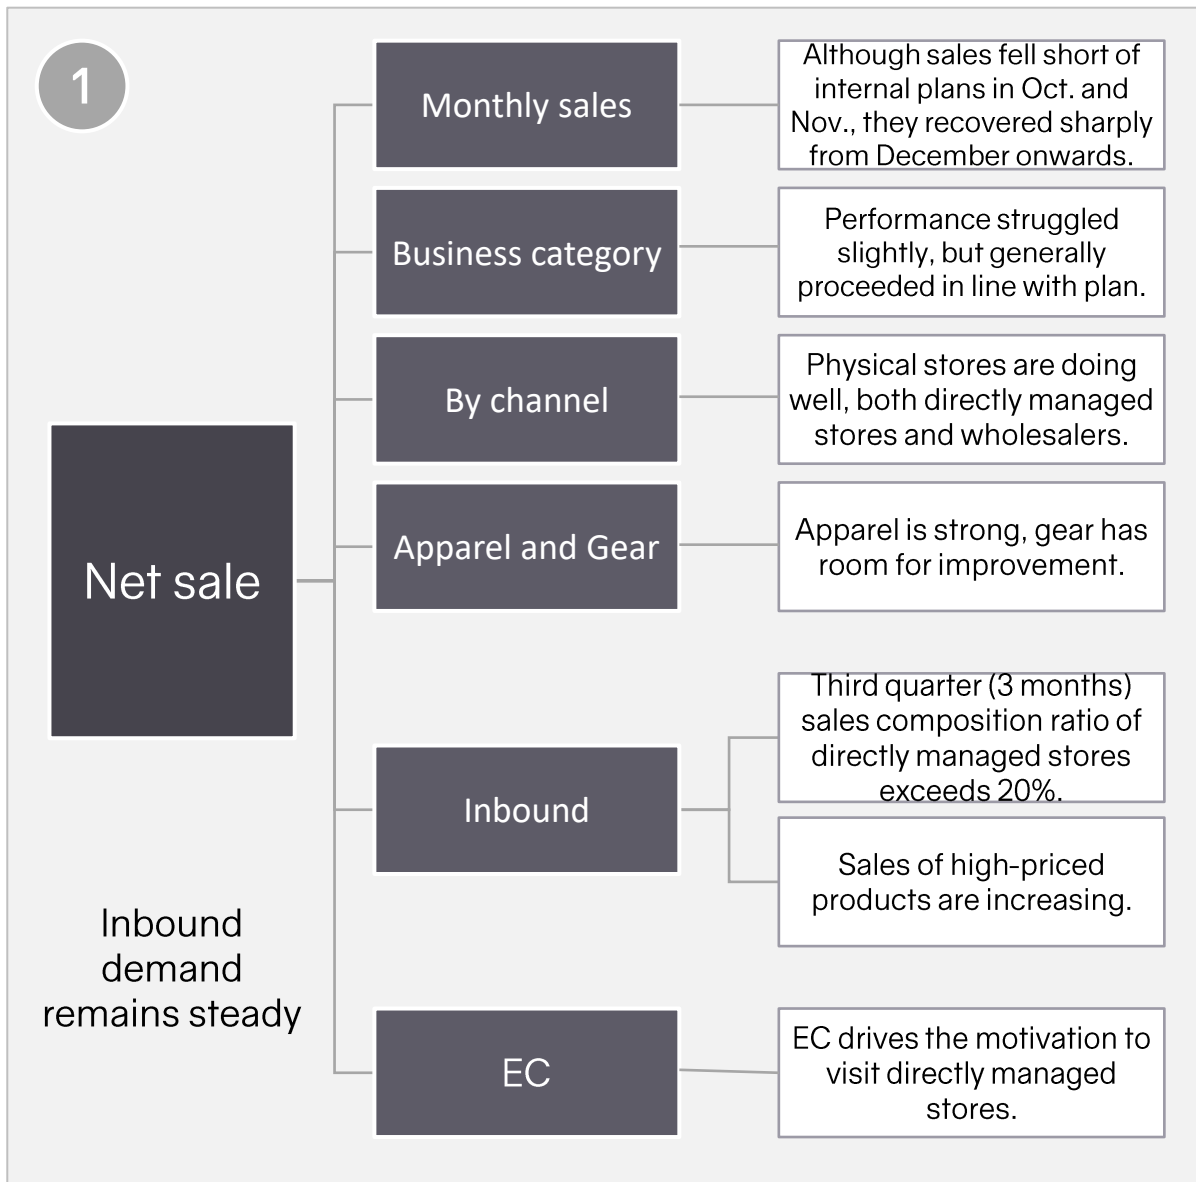 1
Monthly sales
Although sales fell short of
internal plans in Oct. and
Nov., they recovered sharply
from December onwards.
Business category
Performance struggled
slightly, but generally
proceeded in line with plan.
By channel
Physical stores are doing
well, both directly managed
stores and wholesalers.
Net sale
Apparel and Gear
Apparel is strong, gear has
room for improvement.
Inbound
Third quarter (3 months)
sales composition ratio of
directly managed stores
exceeds 20%.
Sales of high-priced
products are increasing.
Inbound
demand
remains steady
EC
EC drives the motivation to
visit directly managed
stores.